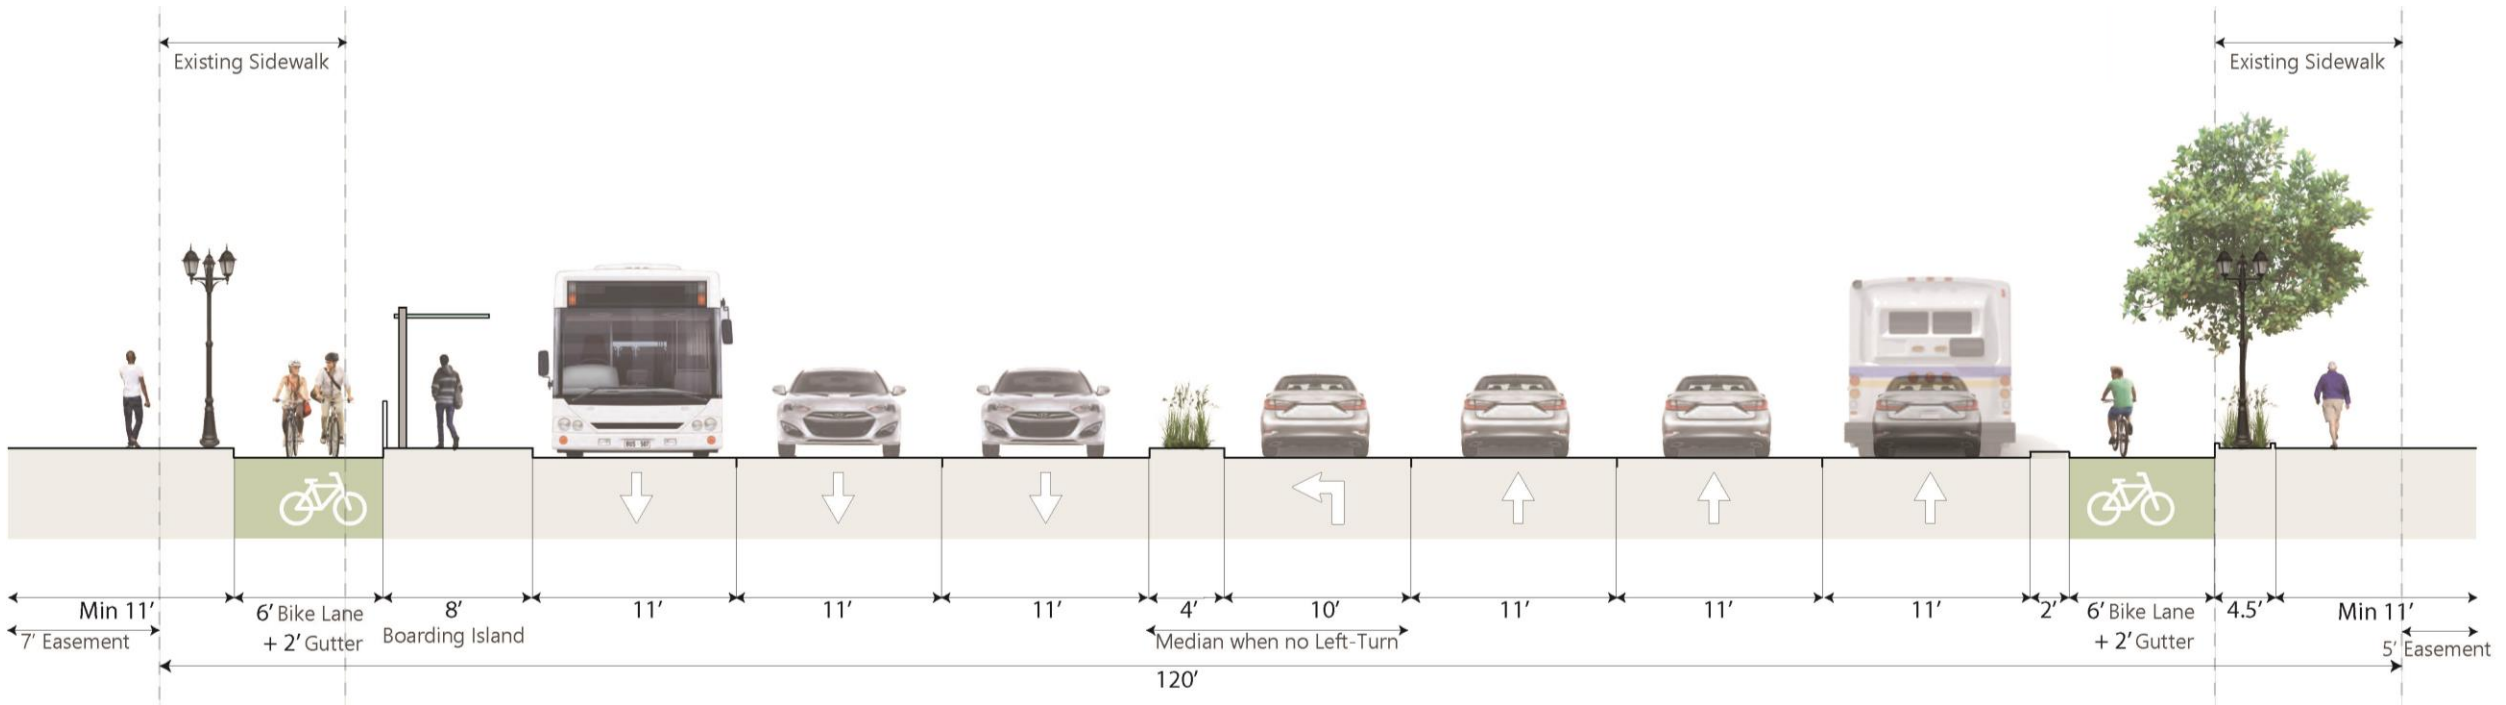 Existing Sidewalk
Existing Sidewalk
Min 11'
6' Bike Lane
+ 2' Gutter
8'
Boarding Island
11'
11'
11'
4'
10'
11'
11'
11'
2'
6' Bike Lane
+ 2' Gutter
4.5'
Min 11'
7' Easement
Median when no Left-Turn
5' Easement
120'